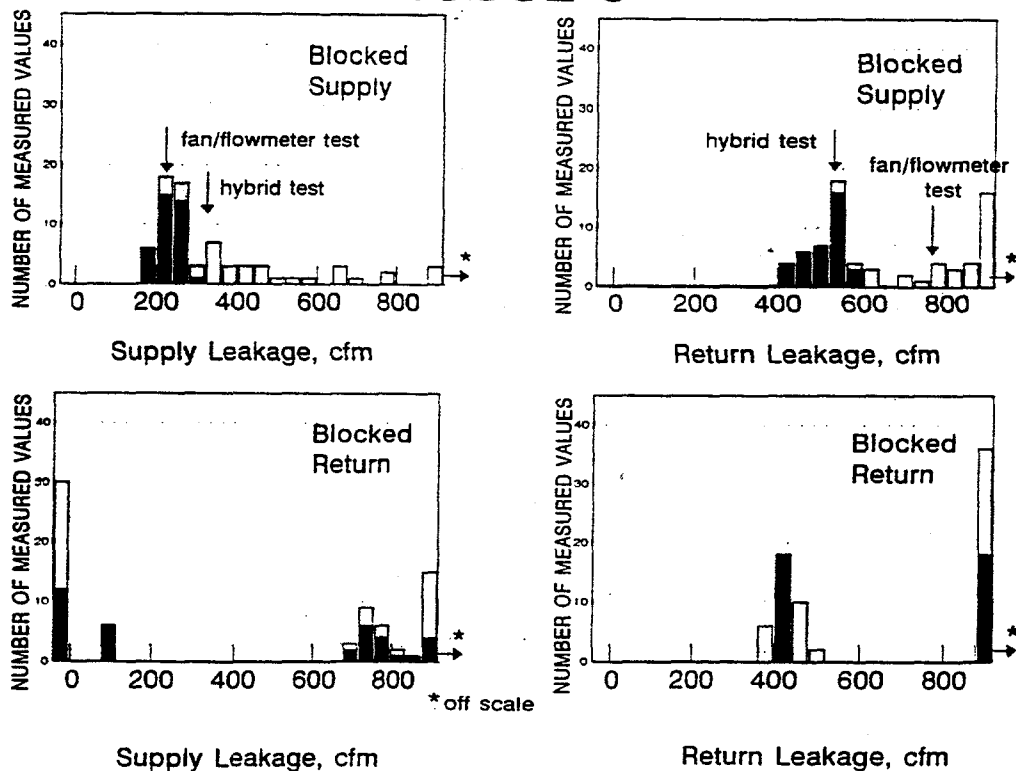 NUMBER OF MEASURED VALUES
40
30
20
10
0
Blocked
Supply
fan/flowmeter test
hybrid test
*
0 200 400 600 800
Supply Leakage, cfm
NUMBER OF MEASURED VALUES
40
30
20
10
0
Blocked
Supply
hybrid test
fan/flowmeter
test
*
0 200 400 600 800
Return Leakage, cfm
NUMBER OF MEASURED VALUES
40
30
20
10
0
Blocked
Return
*
0 200 400 600 800
* off scale
Supply Leakage, cfm
NUMBER OF MEASURED VALUES
40
30
20
10
0
Blocked
Return
*
0 200 400 600 800
Return Leakage, cfm